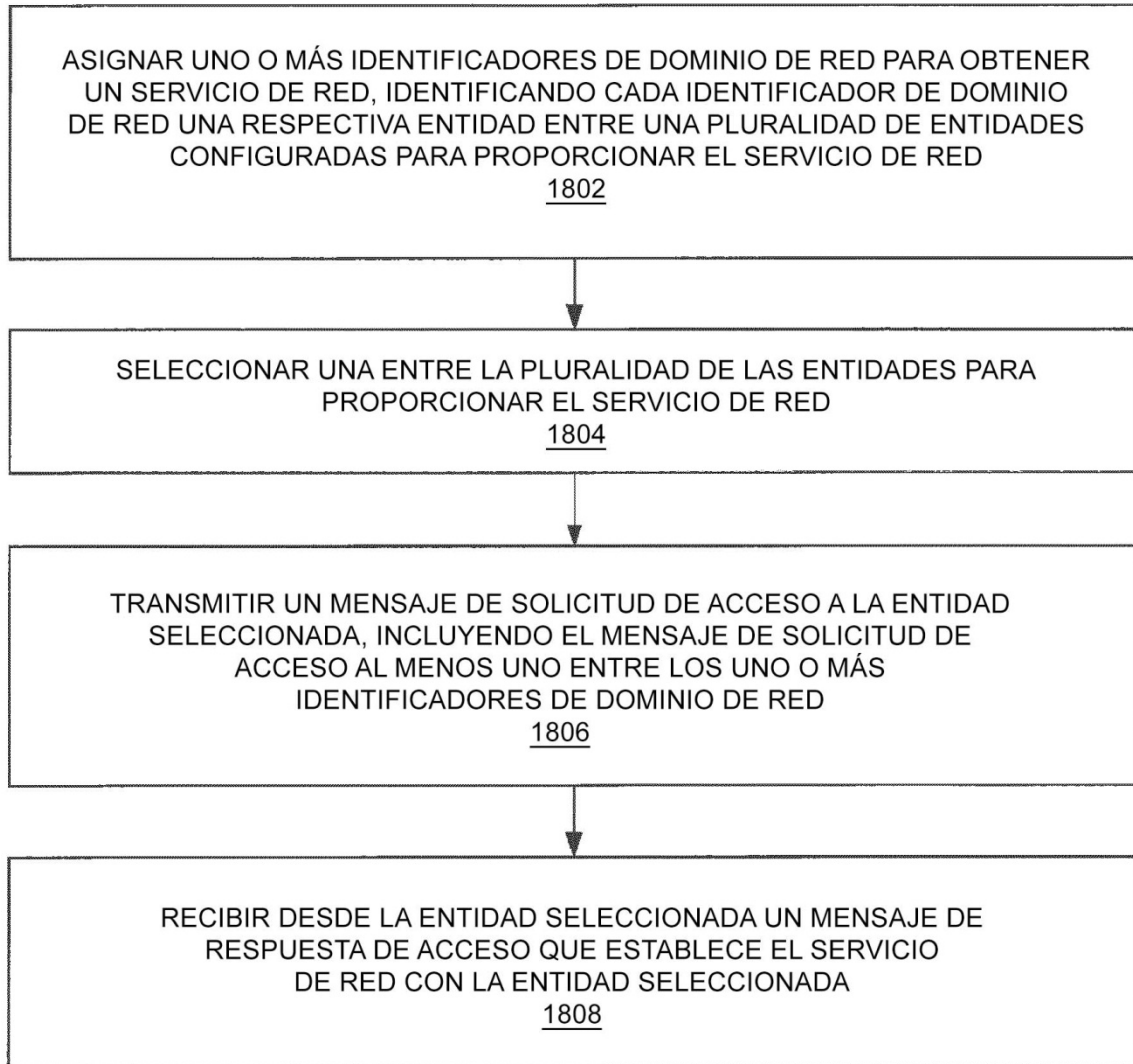 ASIGNAR UNO O MÁS IDENTIFICADORES DE DOMINIO DE RED PARA OBTENER
UN SERVICIO DE RED, IDENTIFICANDO CADA IDENTIFICADOR DE DOMINIO
DE RED UNA RESPECTIVA ENTIDAD ENTRE UNA PLURALIDAD DE ENTIDADES
CONFIGURADAS PARA PROPORCIONAR EL SERVICIO DE RED
1802
SELECCIONAR UNA ENTRE LA PLURALIDAD DE LAS ENTIDADES PARA
PROPORCIONAR EL SERVICIO DE RED
1804
TRANSMITIR UN MENSAJE DE SOLICITUD DE ACCESO A LA ENTIDAD
SELECCIONADA, INCLUYENDO EL MENSAJE DE SOLICITUD DE
ACCESO AL MENOS UNO ENTRE LOS UNO O MÁS
IDENTIFICADORES DE DOMINIO DE RED
1806
RECIBIR DESDE LA ENTIDAD SELECCIONADA UN MENSAJE DE
RESPUESTA DE ACCESO QUE ESTABLECE EL SERVICIO
DE RED CON LA ENTIDAD SELECCIONADA
1808